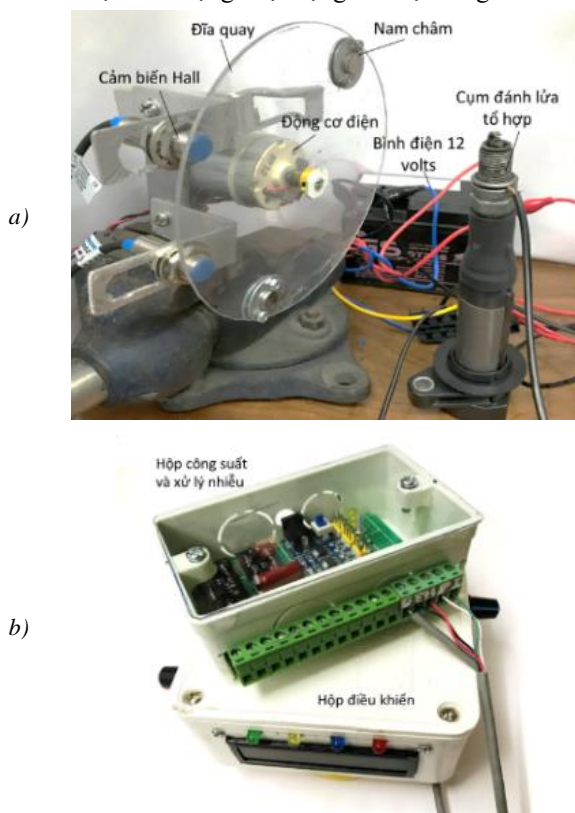 Đĩa quay
Nam châm
Cảm biến Hall
Động cơ điện
Cụm đánh lửa
tổ hợp
Bình điện 12
volts
a)
Hộp công suất
và xử lý nhiễu
b)
Hộp điều khiển